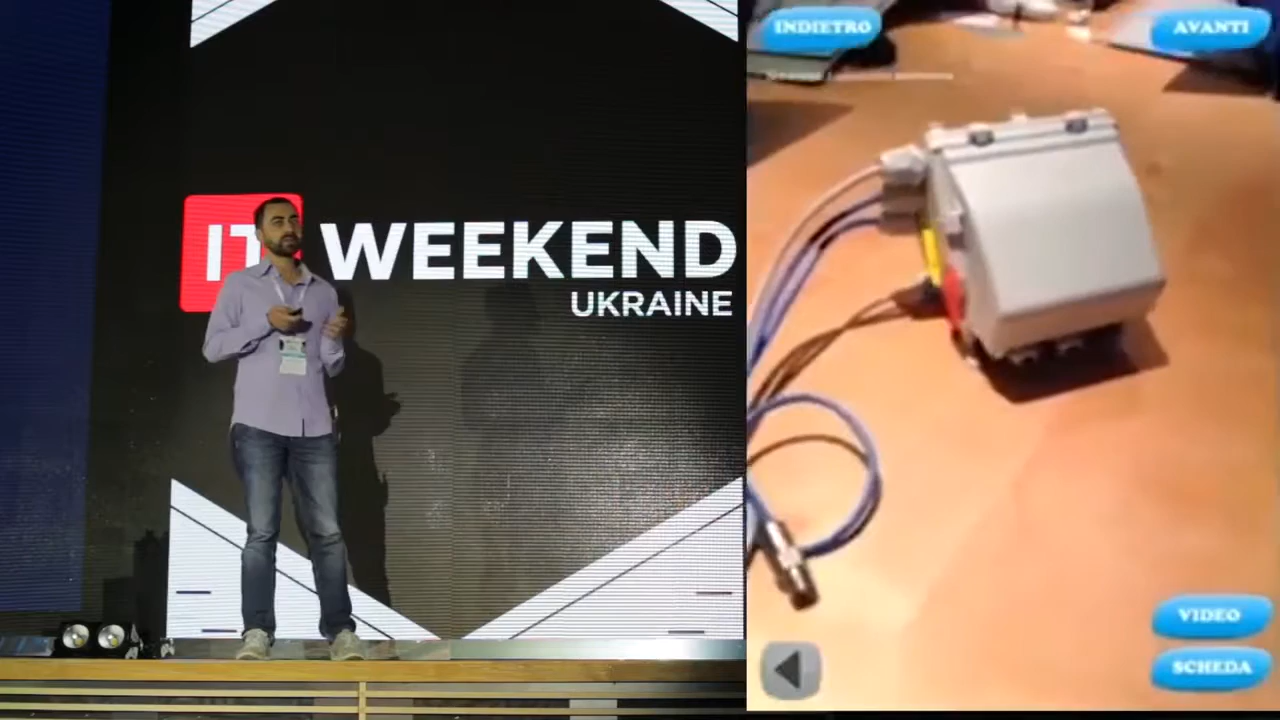 IT WEEKEND
UKRAINE
INDIETRO
AVANTI
VIDEO
SCHEDA